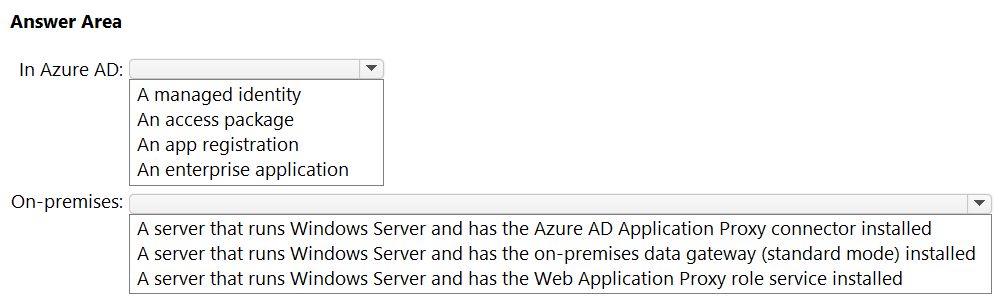 Answer Area
In Azure AD:
A managed identity
An access package
An app registration
An enterprise application
On-premises:
A server that runs Windows Server and has the Azure AD Application Proxy connector installed
A server that runs Windows Server and has the on-premises data gateway (standard mode) installed
A server that runs Windows Server and has the Web Application Proxy role service installed